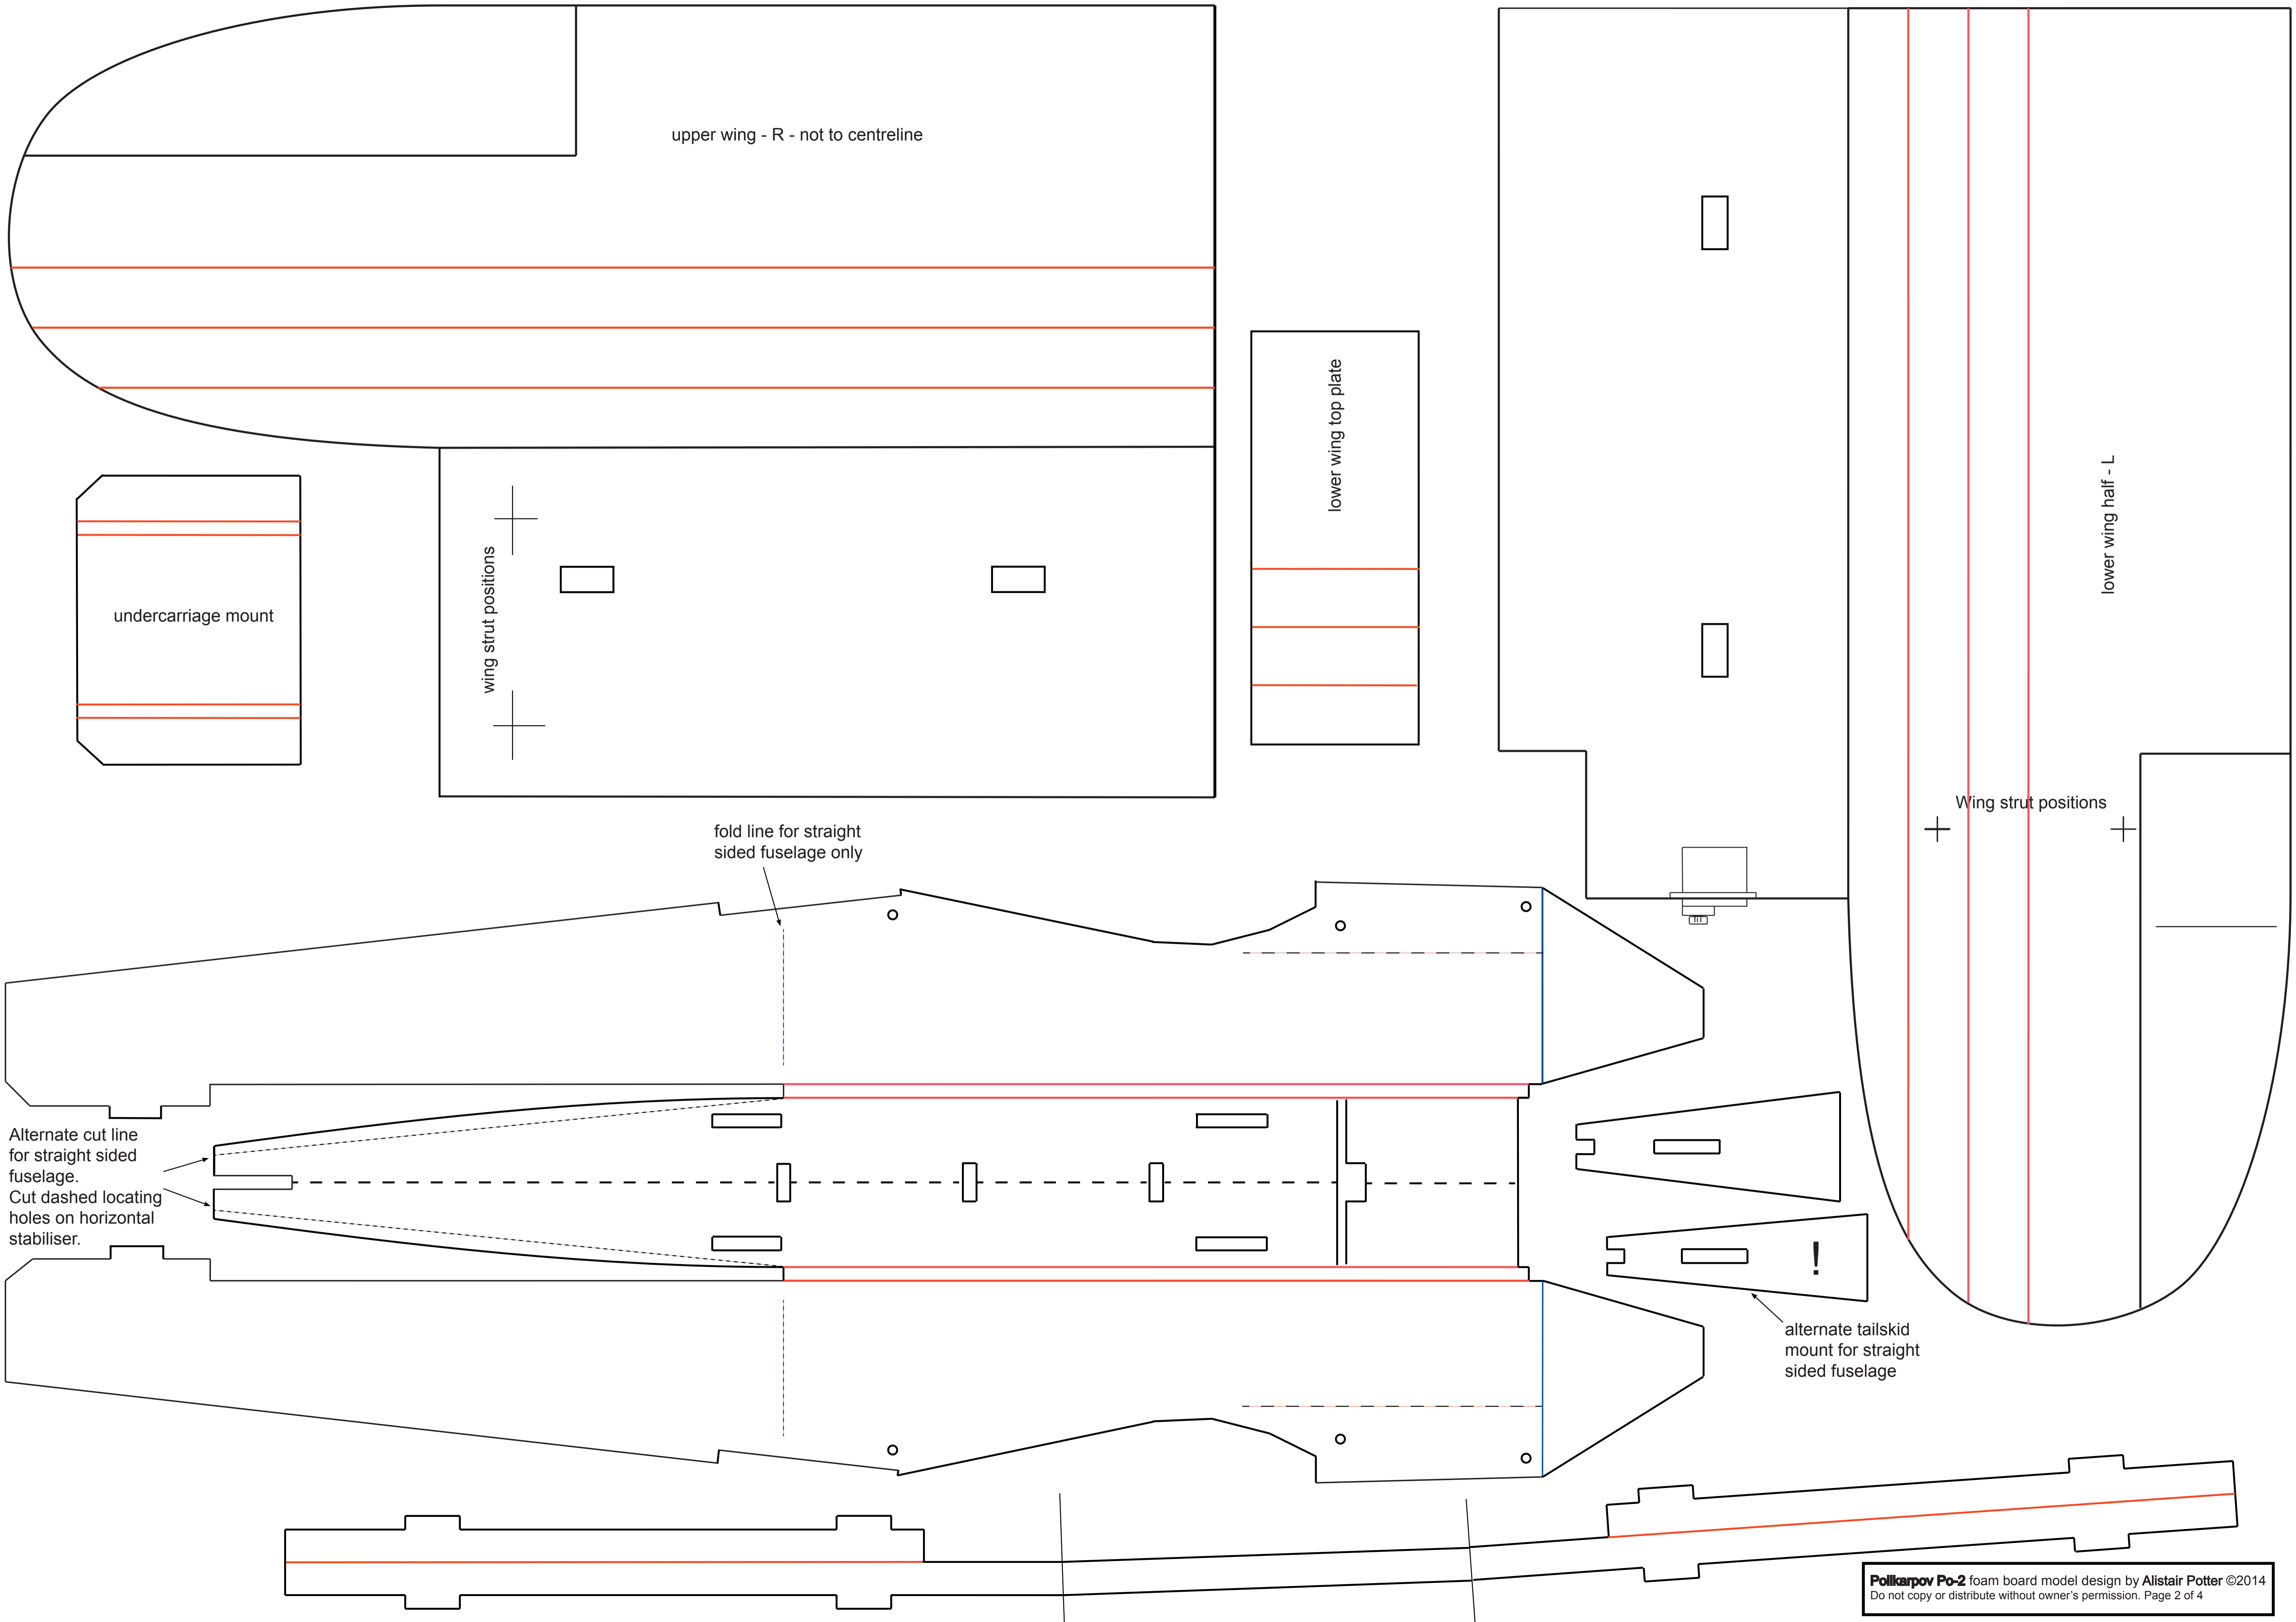 upper wing - R - not to centreline
lower wing top plate
lower wing half - L
undercarriage mount
wing strut positions
Wing strut positions
fold line for straight
sided fuselage only
Alternate cut line
for straight sided
fuselage.
Cut dashed locating
holes on horizontal
stabiliser.
!
alternate tailskid
mount for straight
sided fuselage
Polikarpov Po-2 foam board model design by Alistair Potter ©2014
Do not copy or distribute without owner's permission. Page 2 of 4